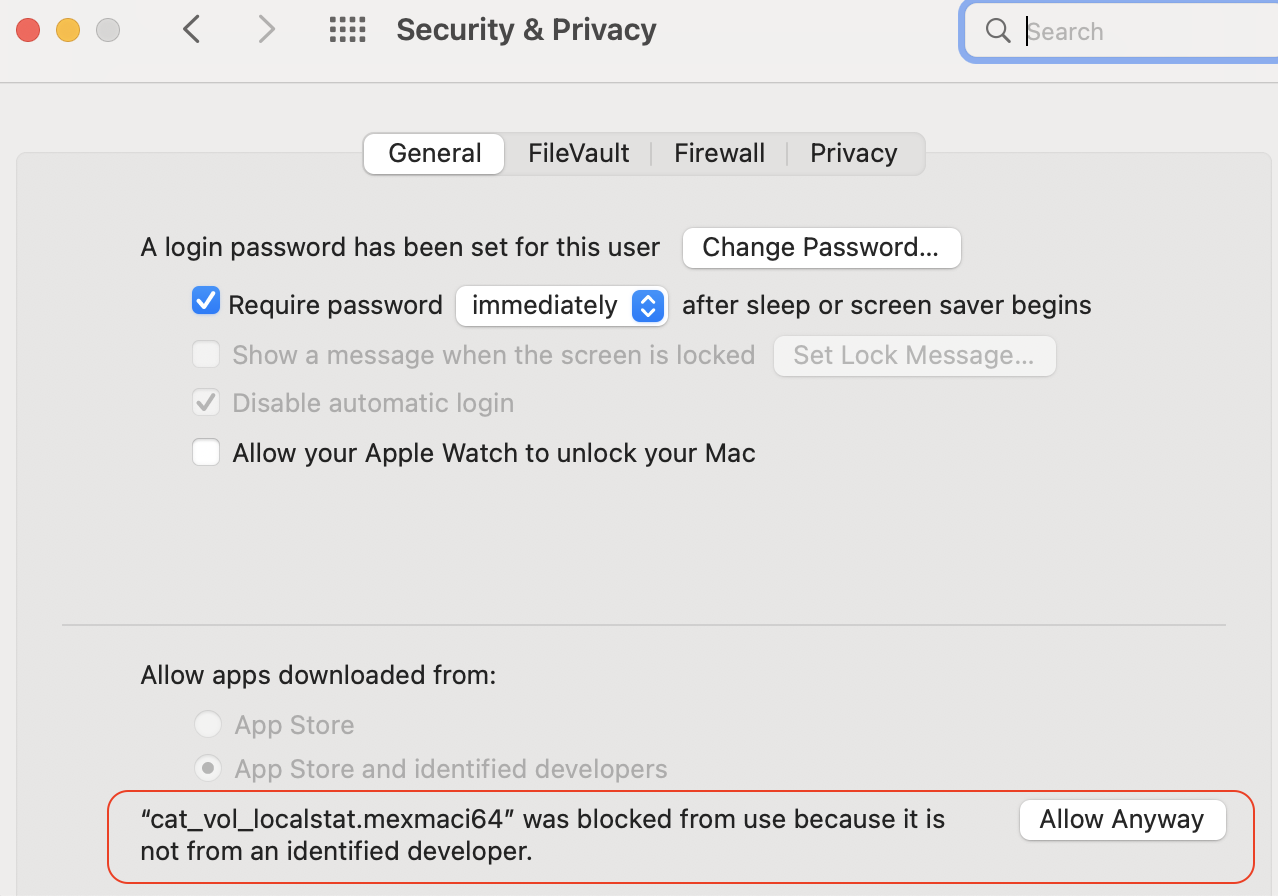 Security & Privacy
Search
General FileVault Firewall Privacy
A login password has been set for this user Change Password...
Require password immediately after sleep or screen saver begins
Show a message when the screen is locked Set Lock Message...
Disable automatic login
Allow your Apple Watch to unlock your Mac
Allow apps downloaded from:
App Store
App Store and identified developers
“cat_vol_localstat.mexmaci64” was blocked from use because it is Allow Anyway
not from an identified developer.